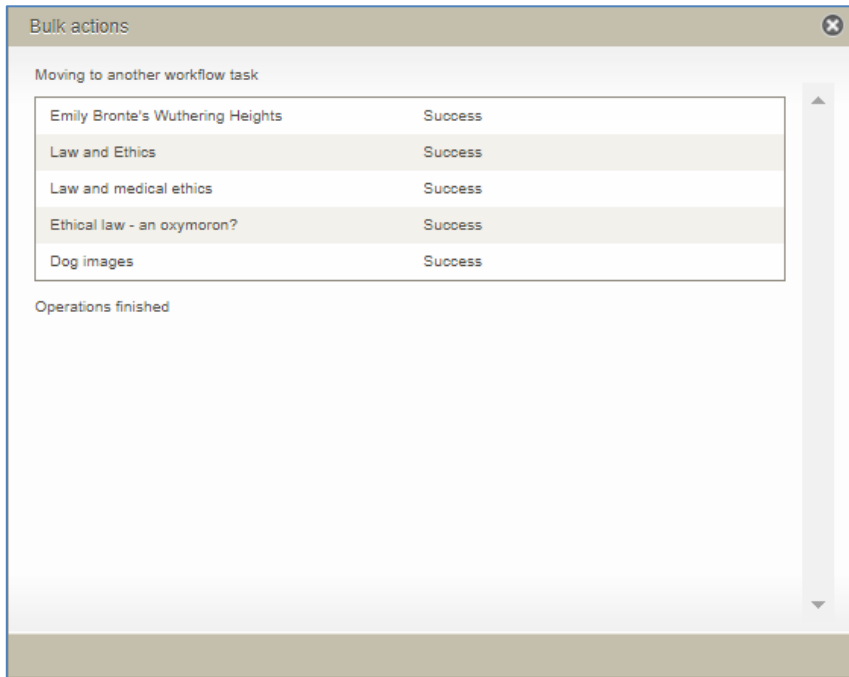 Bulk actions
Moving to another workflow task
Emily Bronte's Wuthering Heights Success
Law and Ethics Success
Law and medical ethics Success
Ethical law - an oxymoron? Success
Dog images Success
Operations finished